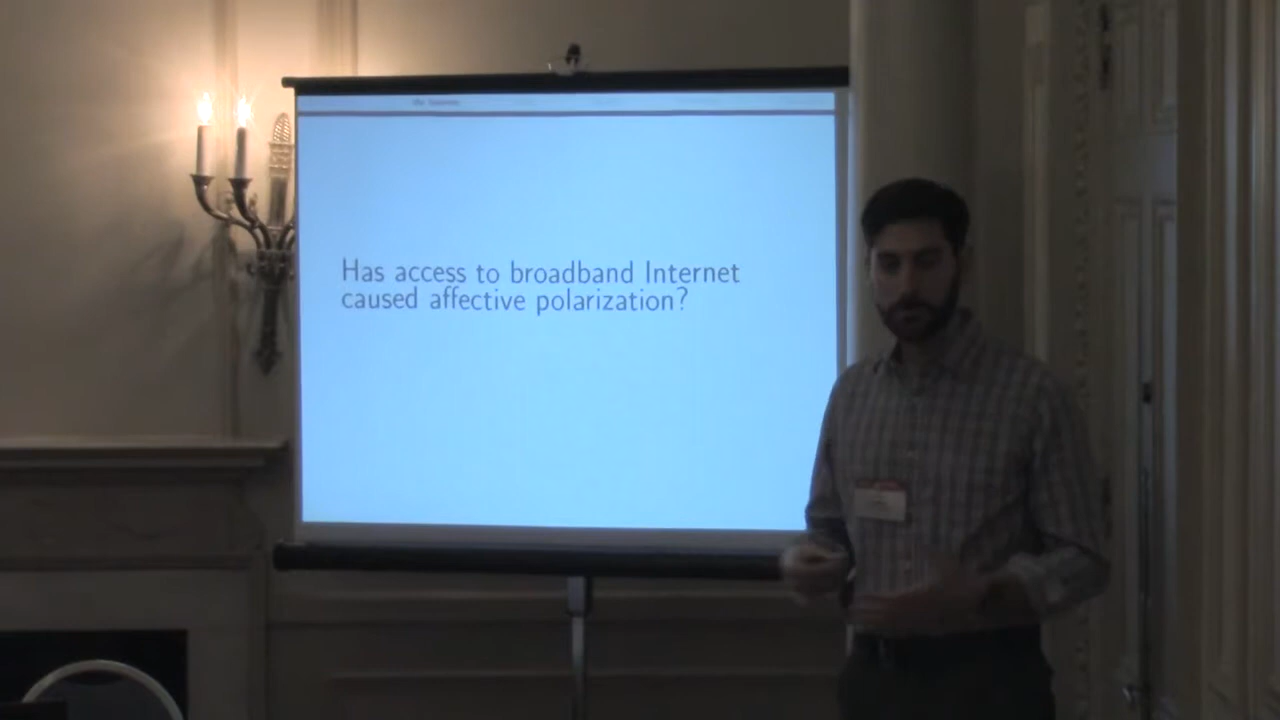 Has access to broadband Internet
caused affective polarization?